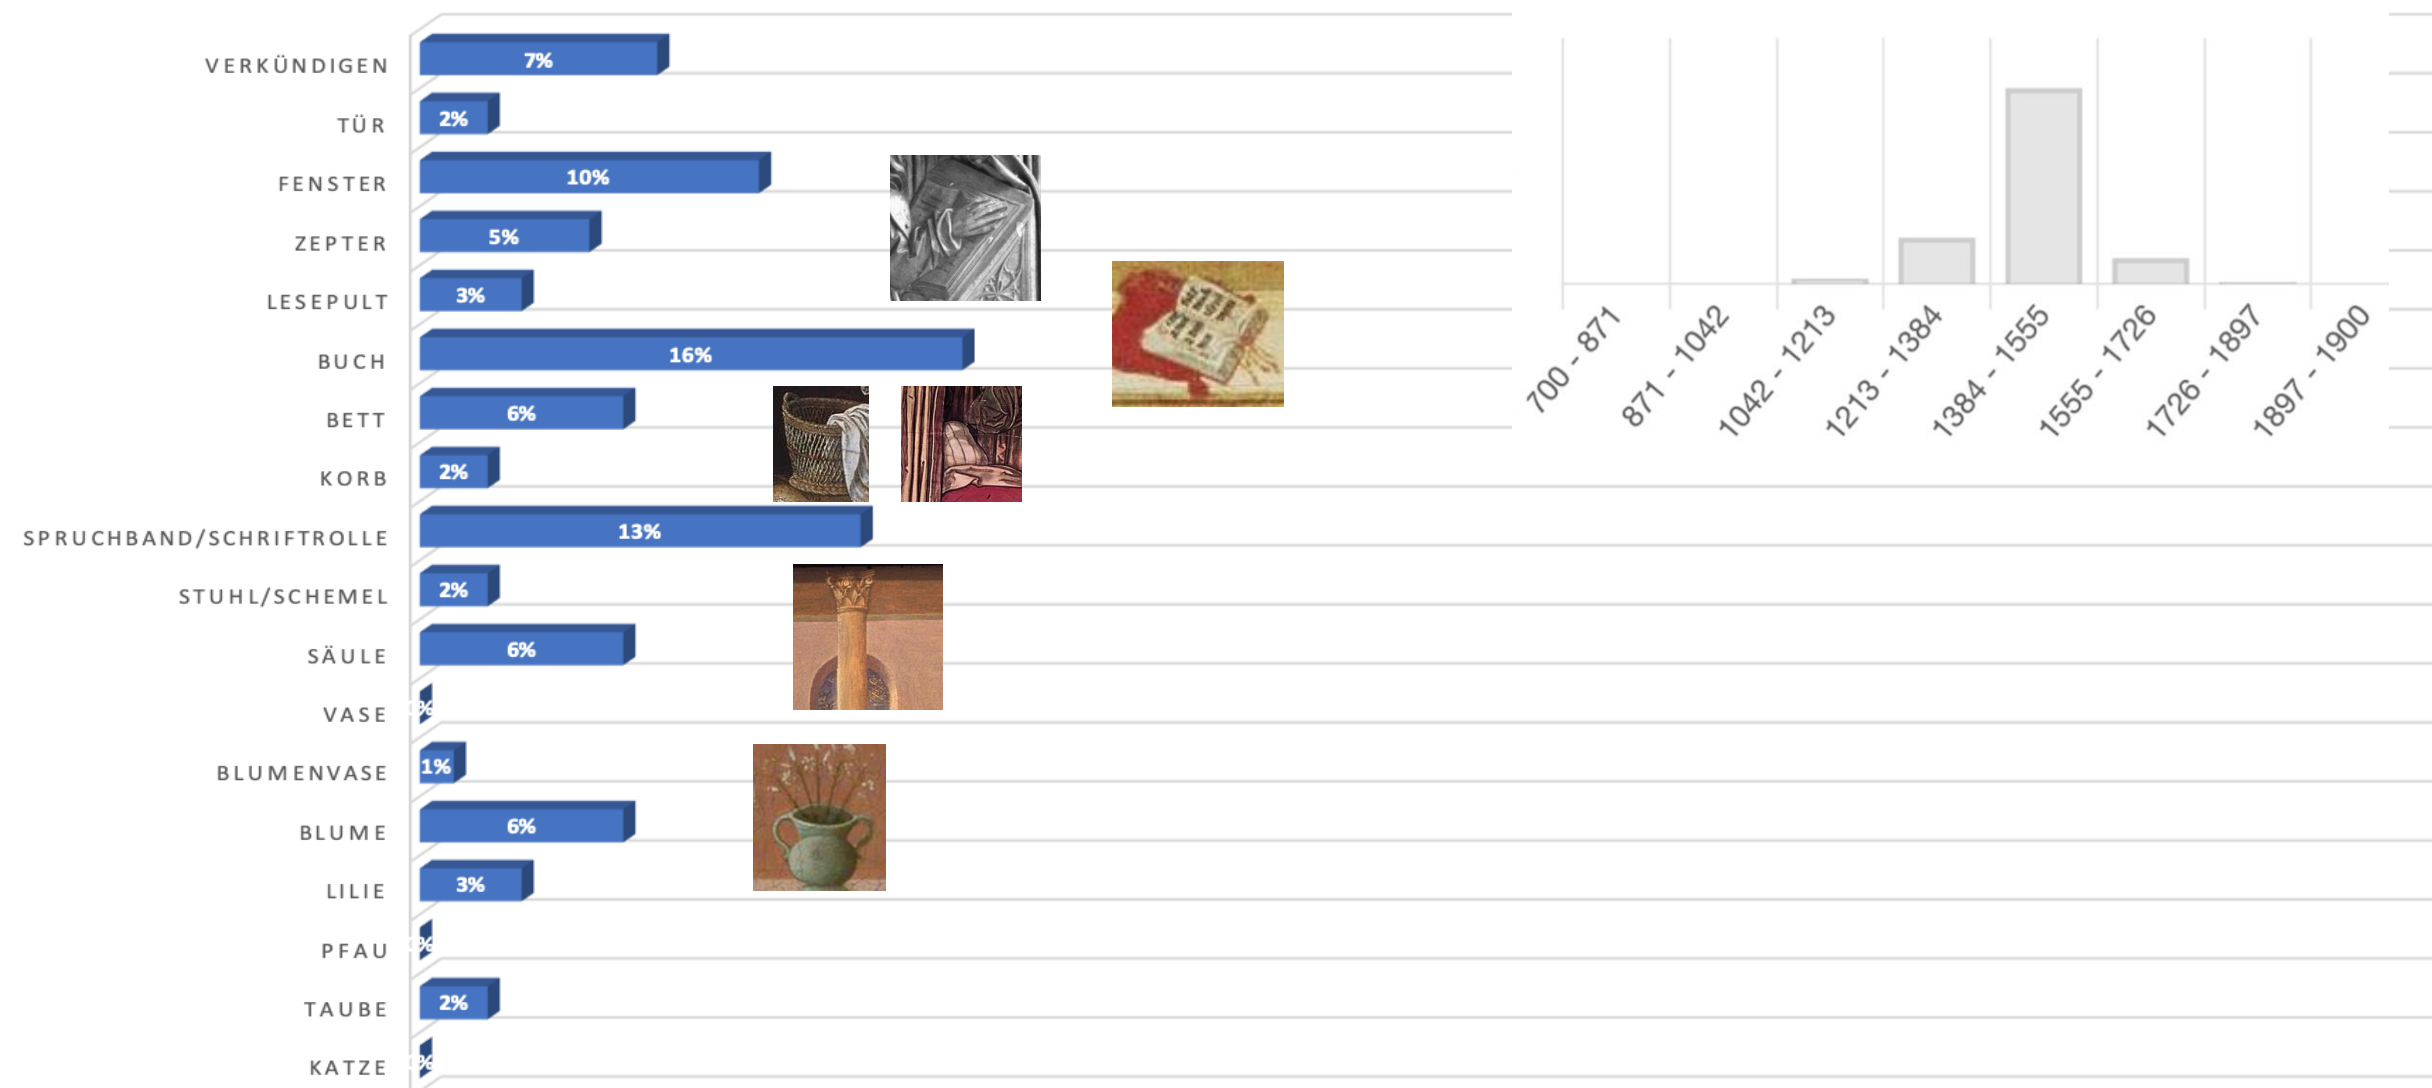 VERKÜNDIGEN 7%
TÜR 2%
FENSTER 10%
ZEPTER 5%
LESEPULT 3%
BUCH 16%
BETT 6%
KORB 2%
SPRUCHBAND/SCHRIFTROLLE 13%
STUHL/SCHEMEL 2%
SÄULE 6%
VASE
BLUMENVASE 1%
BLUME 6%
LILIE 3%
PFAU
TAUBE 2%
KATZE
700 - 871
871 - 1042
1042 - 1213
1213 - 1384
1384 - 1555
1555 - 1726
1726 - 1897
1897 - 1900